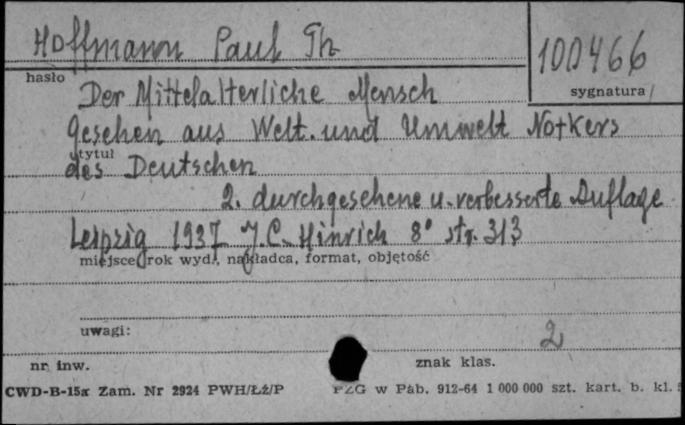 Hoffmann Paul Th
100466
hasło
sygnatura
Der Mittelalterliche Mensch
gesehen aus Welt. und Umwelt Notkers
tytuł
des Deutschen
2. durchgesehene u. verbesserte Auflage
Leipzig 1937 J.C. Hinrich 8° str. 313
miejsce, rok wyd., nakładca, format, objętość
uwagi:
2
nr inw.
znak klas.
CWD-B-15a Zam. Nr 2924 PWH/Łź/P
PZG w Pab. 912-64 1 000 000 szt. kart. b. kl.